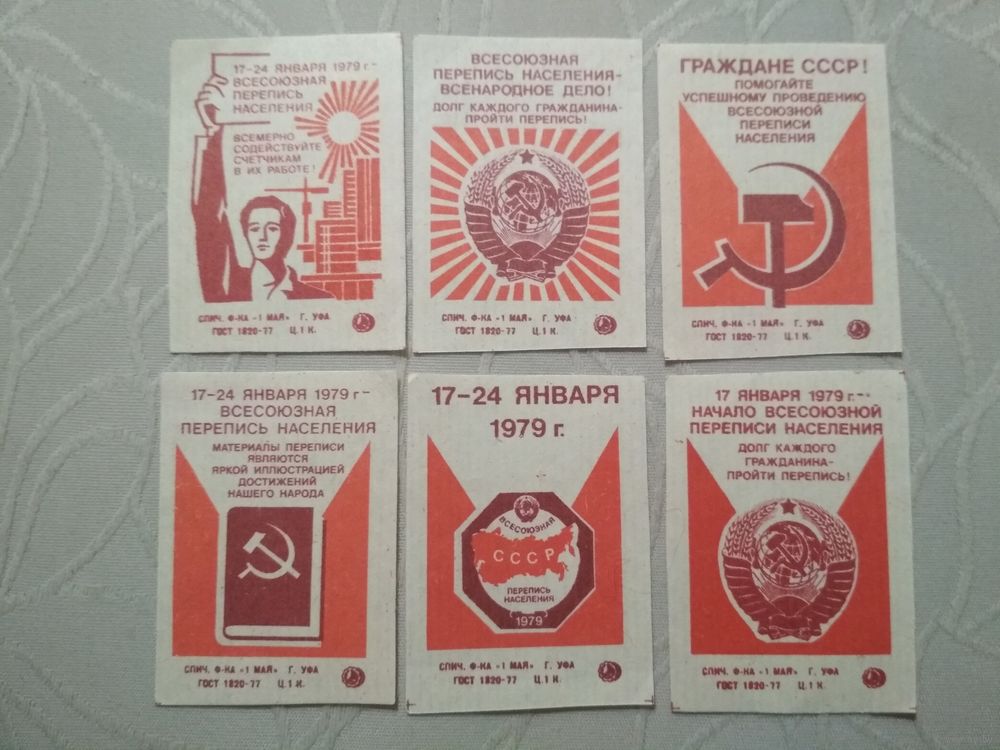 17-24 ЯНВАРЯ 1979 г.-
ВСЕСОЮЗНАЯ
ПЕРЕПИСЬ
НАСЕЛЕНИЯ
ВСЕМЕРНО
СОДЕЙСТВУЙТЕ
СЧЕТЧИКАМ
В ИХ РАБОТЕ!
СПИЧ. Ф-КА «1 МАЯ» Г. УФА
ГОСТ 1820-77 Ц.1 К.
ВСЕСОЮЗНАЯ
ПЕРЕПИСЬ НАСЕЛЕНИЯ-
ВСЕНАРОДНОЕ ДЕЛО!
ДОЛГ КАЖДОГО ГРАЖДАНИНА-
ПРОЙТИ ПЕРЕПИСЬ!
СПИЧ. Ф-КА «1 МАЯ» Г. УФА
ГОСТ 1820-77 Ц.1 К.
ГРАЖДАНЕ СССР!
ПОМОГАЙТЕ
УСПЕШНОМУ ПРОВЕДЕНИЮ
ВСЕСОЮЗНОЙ
ПЕРЕПИСИ
НАСЕЛЕНИЯ
СПИЧ. Ф-КА «1 МАЯ» Г. УФА
ГОСТ 1820-77 Ц.1 К.
17-24 ЯНВАРЯ 1979 г-
ВСЕСОЮЗНАЯ
ПЕРЕПИСЬ НАСЕЛЕНИЯ
МАТЕРИАЛЫ ПЕРЕПИСИ
ЯВЛЯЮТСЯ
ЯРКОЙ ИЛЛЮСТРАЦИЕЙ
ДОСТИЖЕНИЙ
НАШЕГО НАРОДА
СПИЧ. Ф-КА «1 МАЯ» Г. УФА
ГОСТ 1820-77 Ц.1 К.
17-24 ЯНВАРЯ
1979 г.
ВСЕСОЮЗНАЯ
СССР
ПЕРЕПИСЬ
НАСЕЛЕНИЯ
1979
СПИЧ. Ф-КА «1 МАЯ» Г. УФА
ГОСТ 1820-77 Ц.1 К.
17 ЯНВАРЯ 1979 г.--
НАЧАЛО ВСЕСОЮЗНОЙ
ПЕРЕПИСИ НАСЕЛЕНИЯ
ДОЛГ КАЖДОГО
ГРАЖДАНИНА-
ПРОЙТИ ПЕРЕПИСЬ!
СПИЧ. Ф-КА «1 МАЯ» Г. УФА
ГОСТ 1820-77 Ц.1 К.